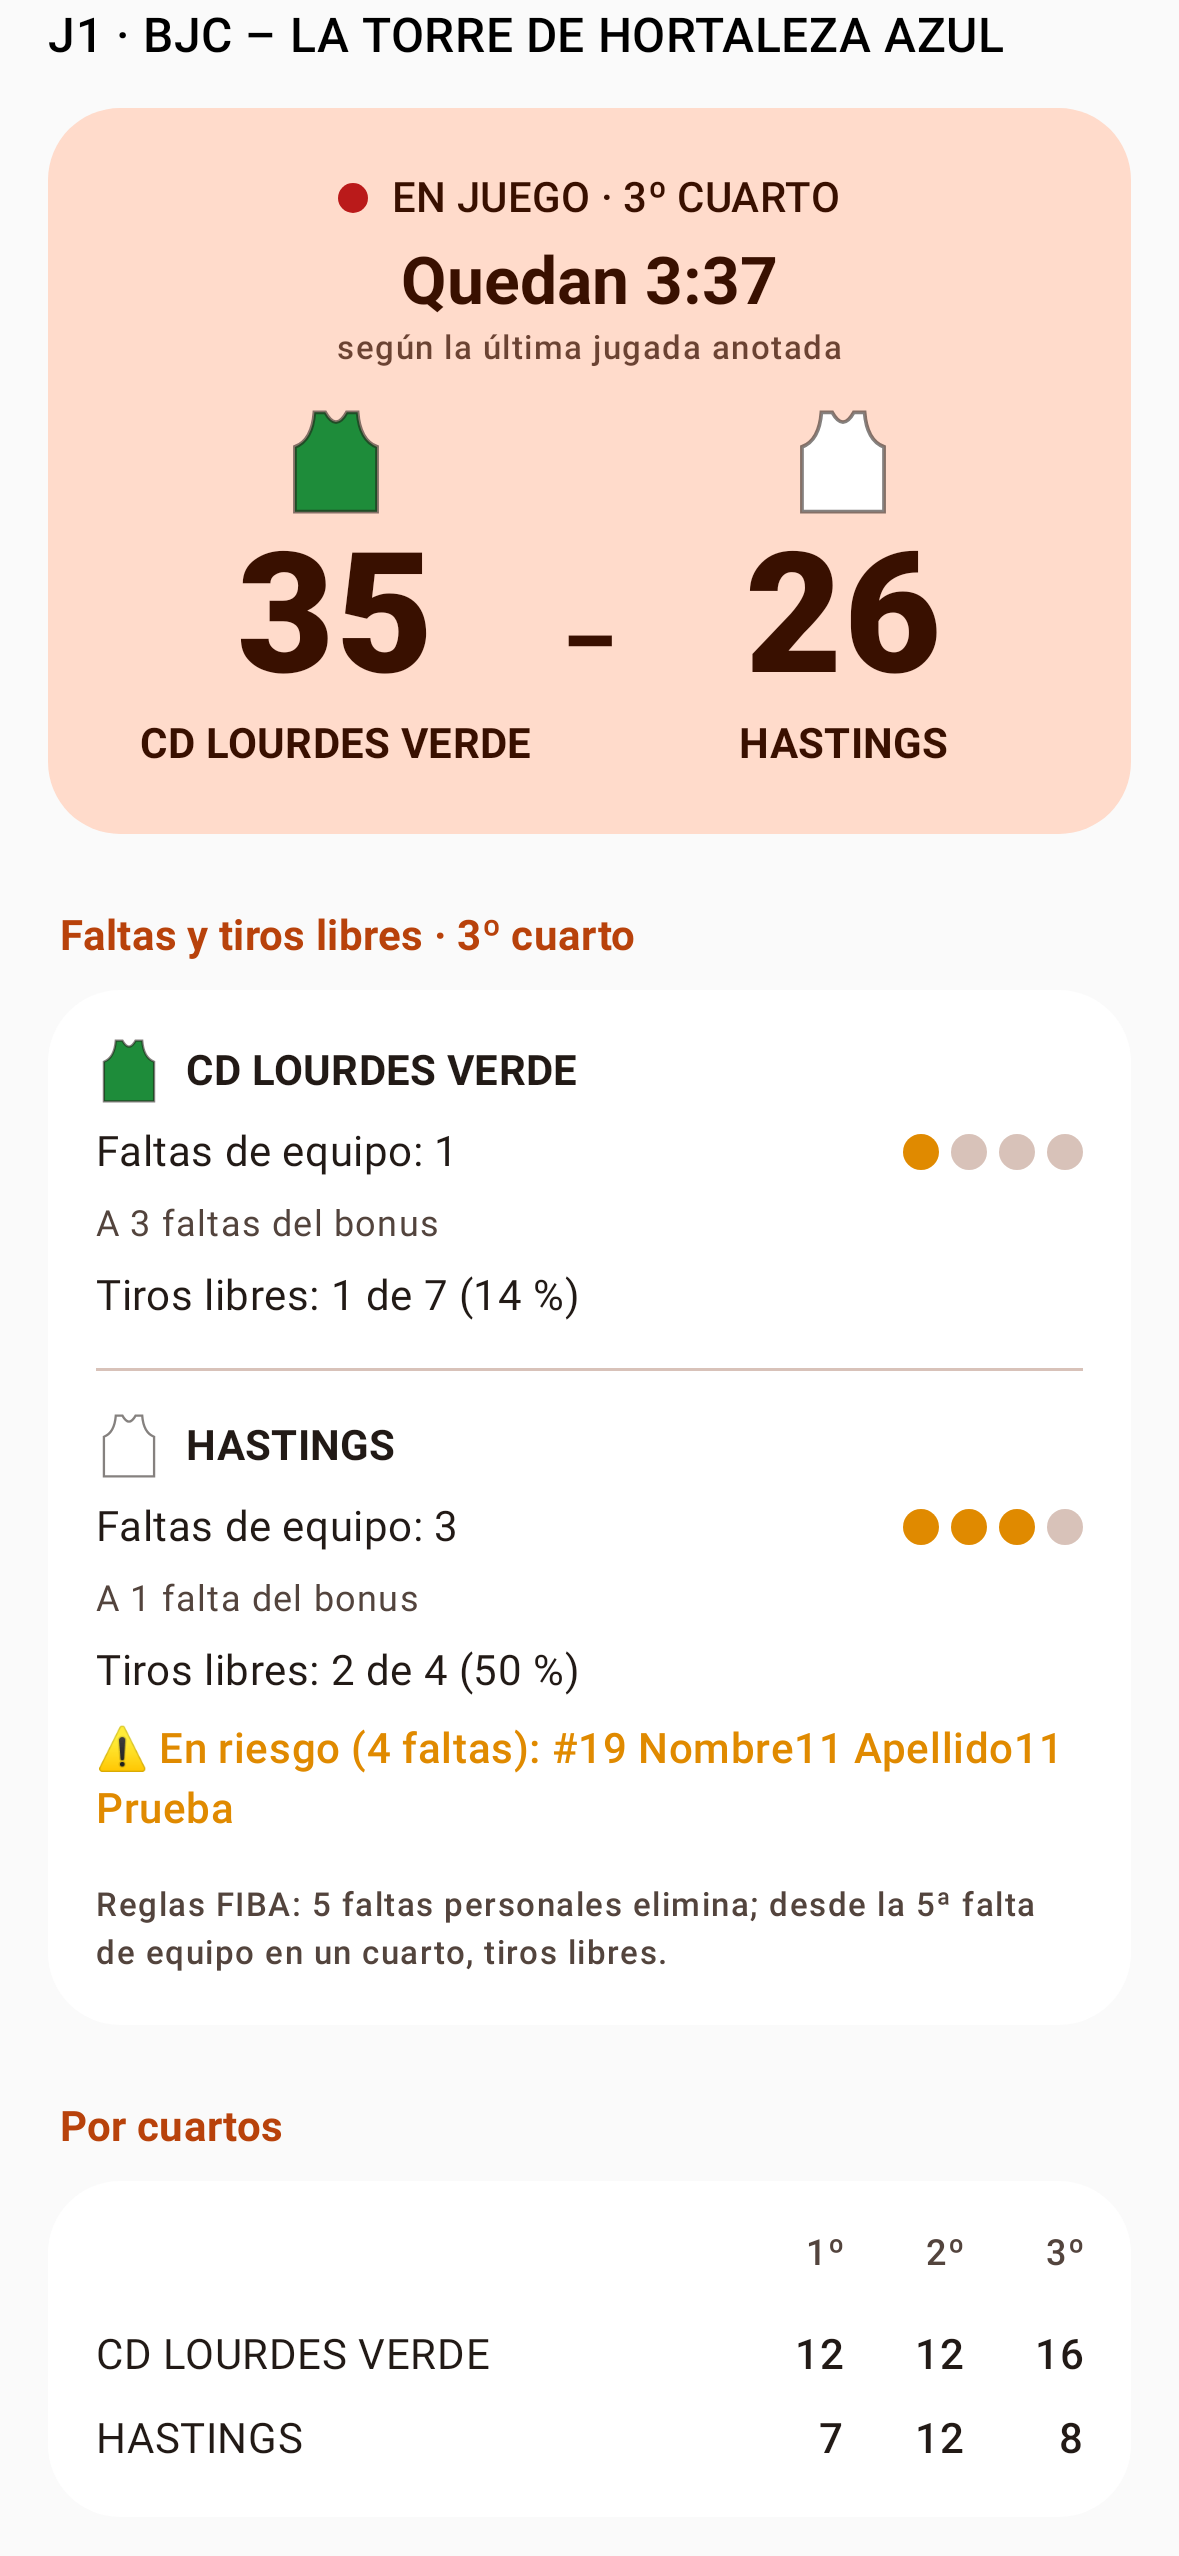 J1 · BJC – LA TORRE DE HORTALEZA AZUL
EN JUEGO · 3º CUARTO
Quedan 3:37
según la última jugada anotada
35 – 26
CD LOURDES VERDE HASTINGS
Faltas y tiros libres · 3º cuarto
CD LOURDES VERDE
Faltas de equipo: 1
A 3 faltas del bonus
Tiros libres: 1 de 7 (14 %)
HASTINGS
Faltas de equipo: 3
A 1 falta del bonus
Tiros libres: 2 de 4 (50 %)
⚠️ En riesgo (4 faltas): #19 Nombre11 Apellido11
Prueba
Reglas FIBA: 5 faltas personales elimina; desde la 5ª falta
de equipo en un cuarto, tiros libres.
Por cuartos
1º 2º 3º
CD LOURDES VERDE 12 12 16
HASTINGS 7 12 8